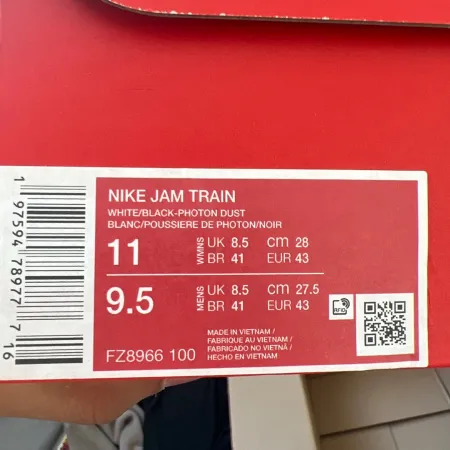 NIKE JAM TRAIN
WHITE/BLACK-PHOTON DUST
BLANC/POUSSIERE DE PHOTON/NOIR
11 WMNS UK 8.5 cm 28
BR 41 EUR 43
9.5 MENS UK 8.5 cm 27.5
BR 41 EUR 43
RFID
MADE IN VIETNAM /
FABRIQUE AU VIETNAM /
FABRICADO NO VIETNÃ /
HECHO EN VIETNAM
FZ8966 100
1 97594 78977 7 16